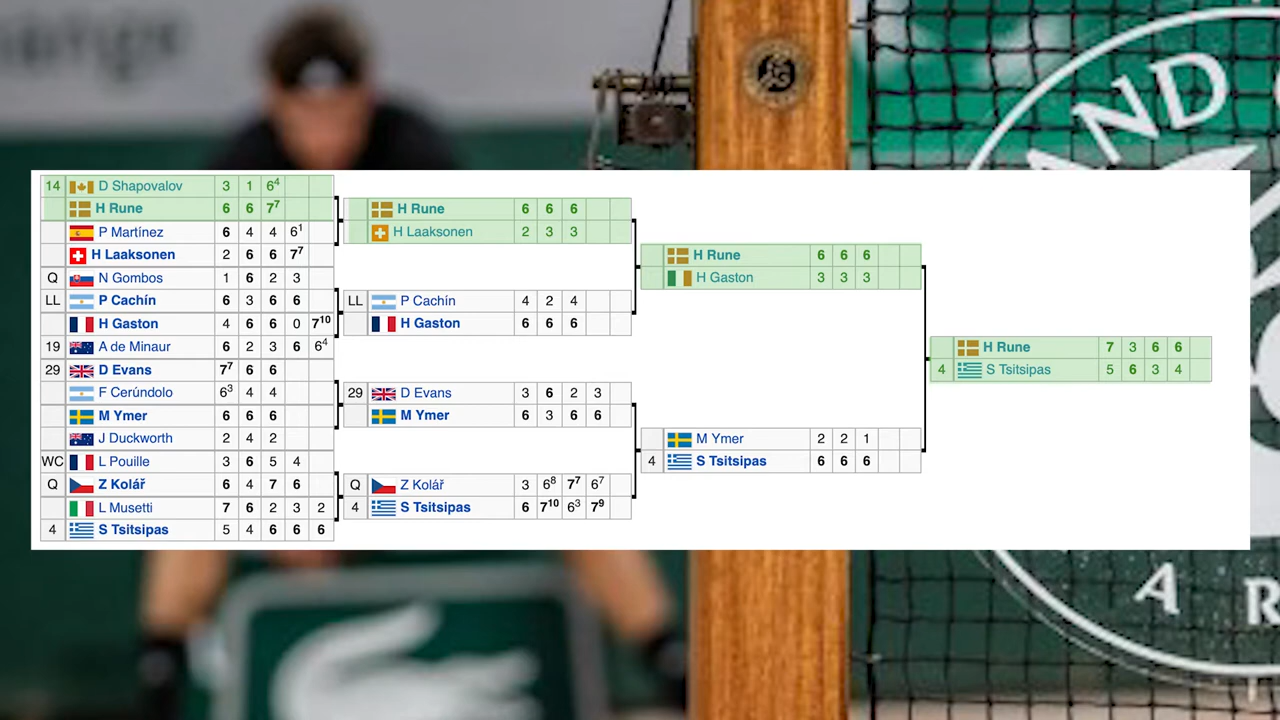 14 D Shapovalov 3 1 6⁴
H Rune 6 6 7⁷
P Martínez 6 4 4 6¹
H Laaksonen 2 6 6 7⁷
Q N Gombos 1 6 2 3
LL P Cachín 6 3 6 6
H Gaston 4 6 6 0 7¹⁰
19 A de Minaur 6 2 3 6 6⁴
29 D Evans 7⁷ 6 6
F Cerúndolo 6³ 4 4
M Ymer 6 6 6
J Duckworth 2 4 2
WC L Pouille 3 6 5 4
Q Z Kolář 6 4 7 6
L Musetti 7 6 2 3 2
4 S Tsitsipas 5 4 6 6 6
H Rune 6 6 6
H Laaksonen 2 3 3
LL P Cachín 4 2 4
H Gaston 6 6 6
29 D Evans 3 6 2 3
M Ymer 6 3 6 6
Q Z Kolář 3 6⁸ 7⁷ 6⁷
4 S Tsitsipas 6 7¹⁰ 6³ 7⁹
H Rune 6 6 6
H Gaston 3 3 3
M Ymer 2 2 1
4 S Tsitsipas 6 6 6
H Rune 7 3 6 6
4 S Tsitsipas 5 6 3 4
ND
A R